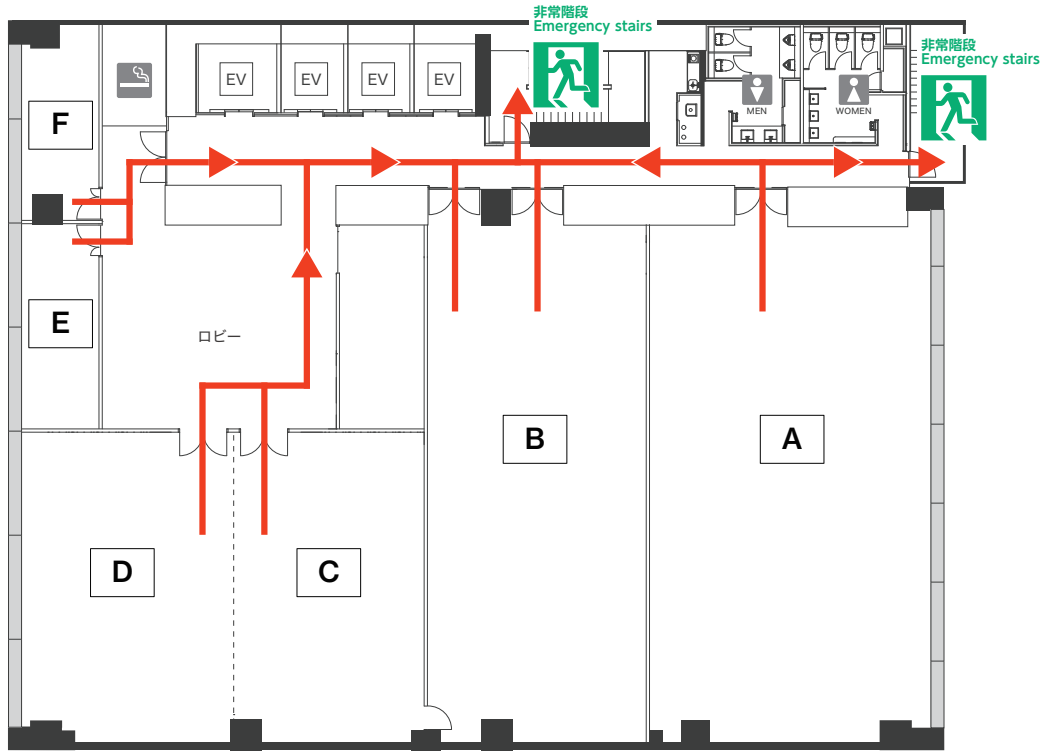 非常階段
Emergency stairs
非常階段
Emergency stairs
EV
EV
EV
EV
MEN
WOMEN
F
E
ロビー
B
A
D
C